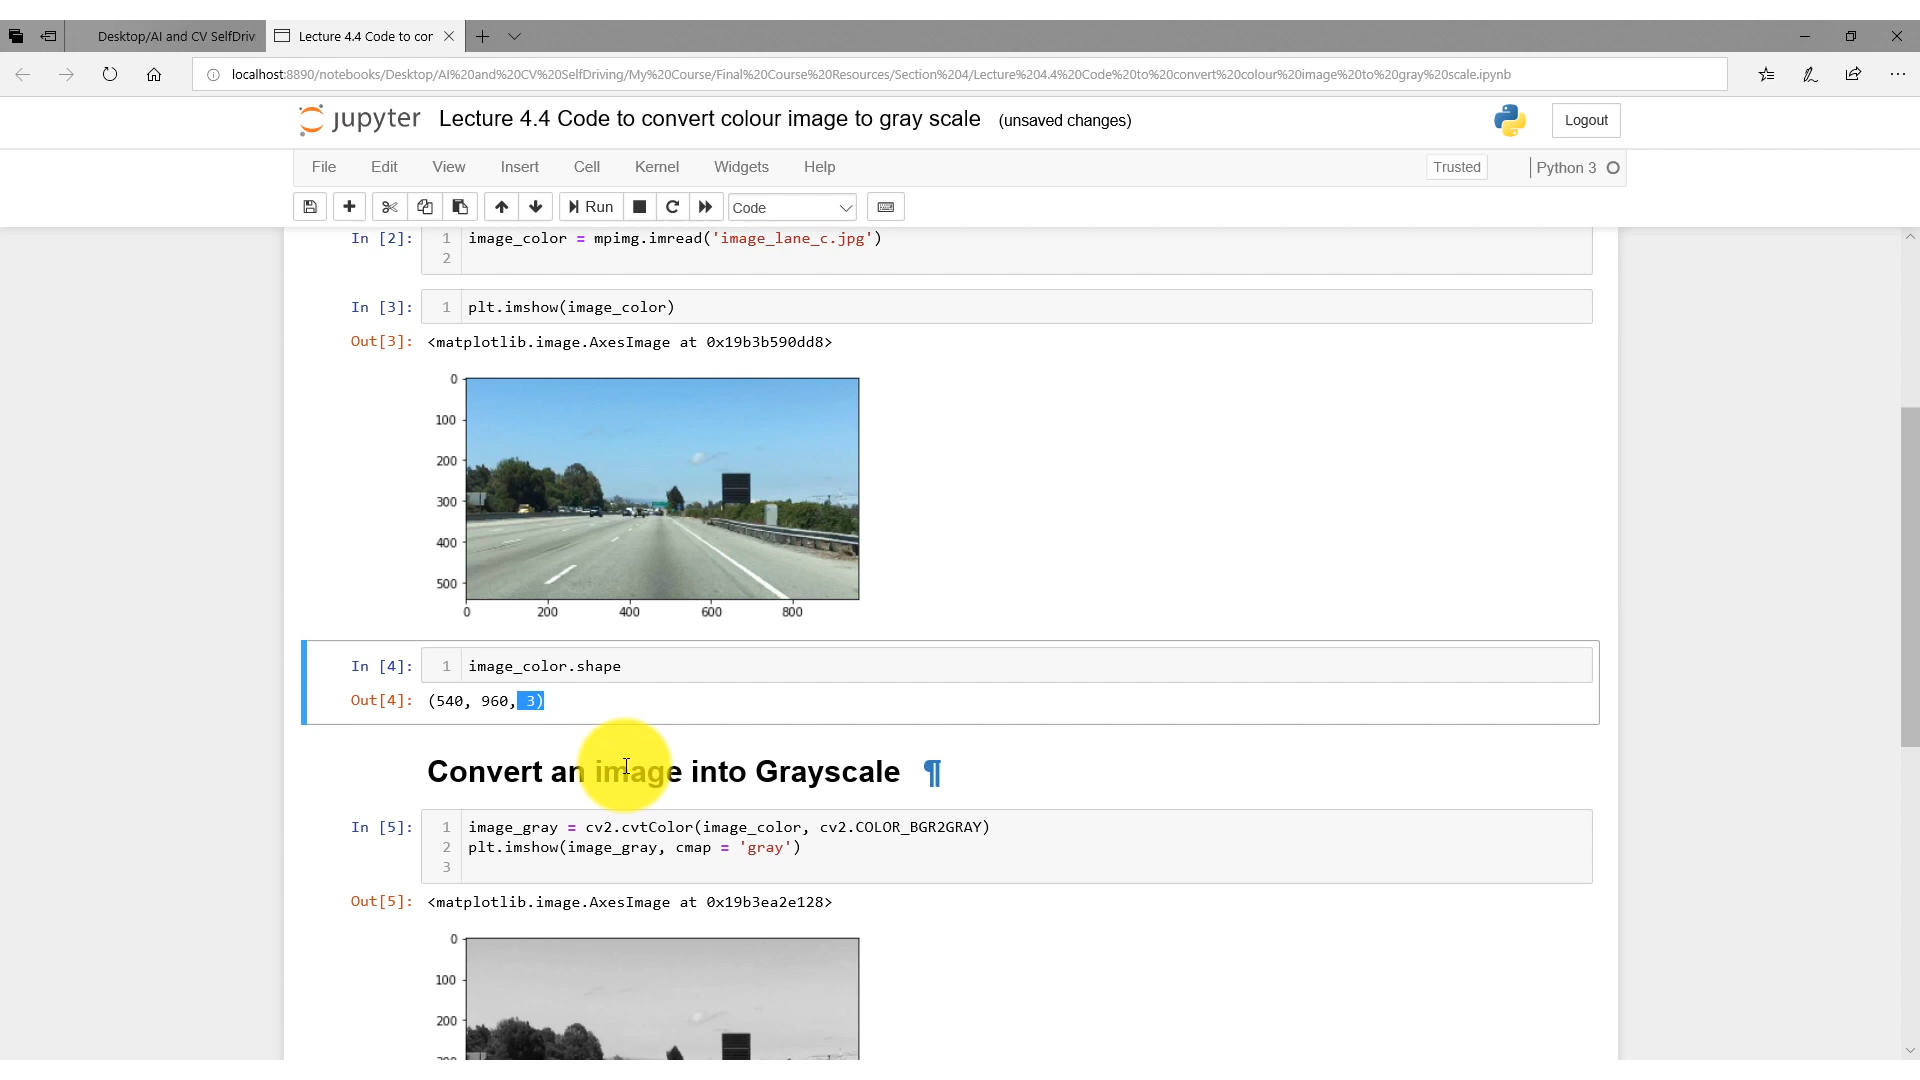 Desktop/AI and CV SelfDriv
Lecture 4.4 Code to cor
localhost:8890/notebooks/Desktop/AI%20and%20CV%20SelfDriving/My%20Course/Final%20Course%20Resources/Section%204/Lecture%204.4%20Code%20to%20convert%20colour%20image%20to%20gray%20scale.ipynb
jupyter Lecture 4.4 Code to convert colour image to gray scale (unsaved changes)
Logout
File Edit View Insert Cell Kernel Widgets Help
Trusted
Python 3
Run
Code
In [2]: 1 image_color = mpimg.imread('image_lane_c.jpg')
2
In [3]: 1 plt.imshow(image_color)
Out[3]: <matplotlib.image.AxesImage at 0x19b3b590dd8>
0
100
200
300
400
500
0 200 400 600 800
In [4]: 1 image_color.shape
Out[4]: (540, 960, 3)
Convert an image into Grayscale ¶
In [5]: 1 image_gray = cv2.cvtColor(image_color, cv2.COLOR_BGR2GRAY)
2 plt.imshow(image_gray, cmap = 'gray')
3
Out[5]: <matplotlib.image.AxesImage at 0x19b3ea2e128>
0
100
200